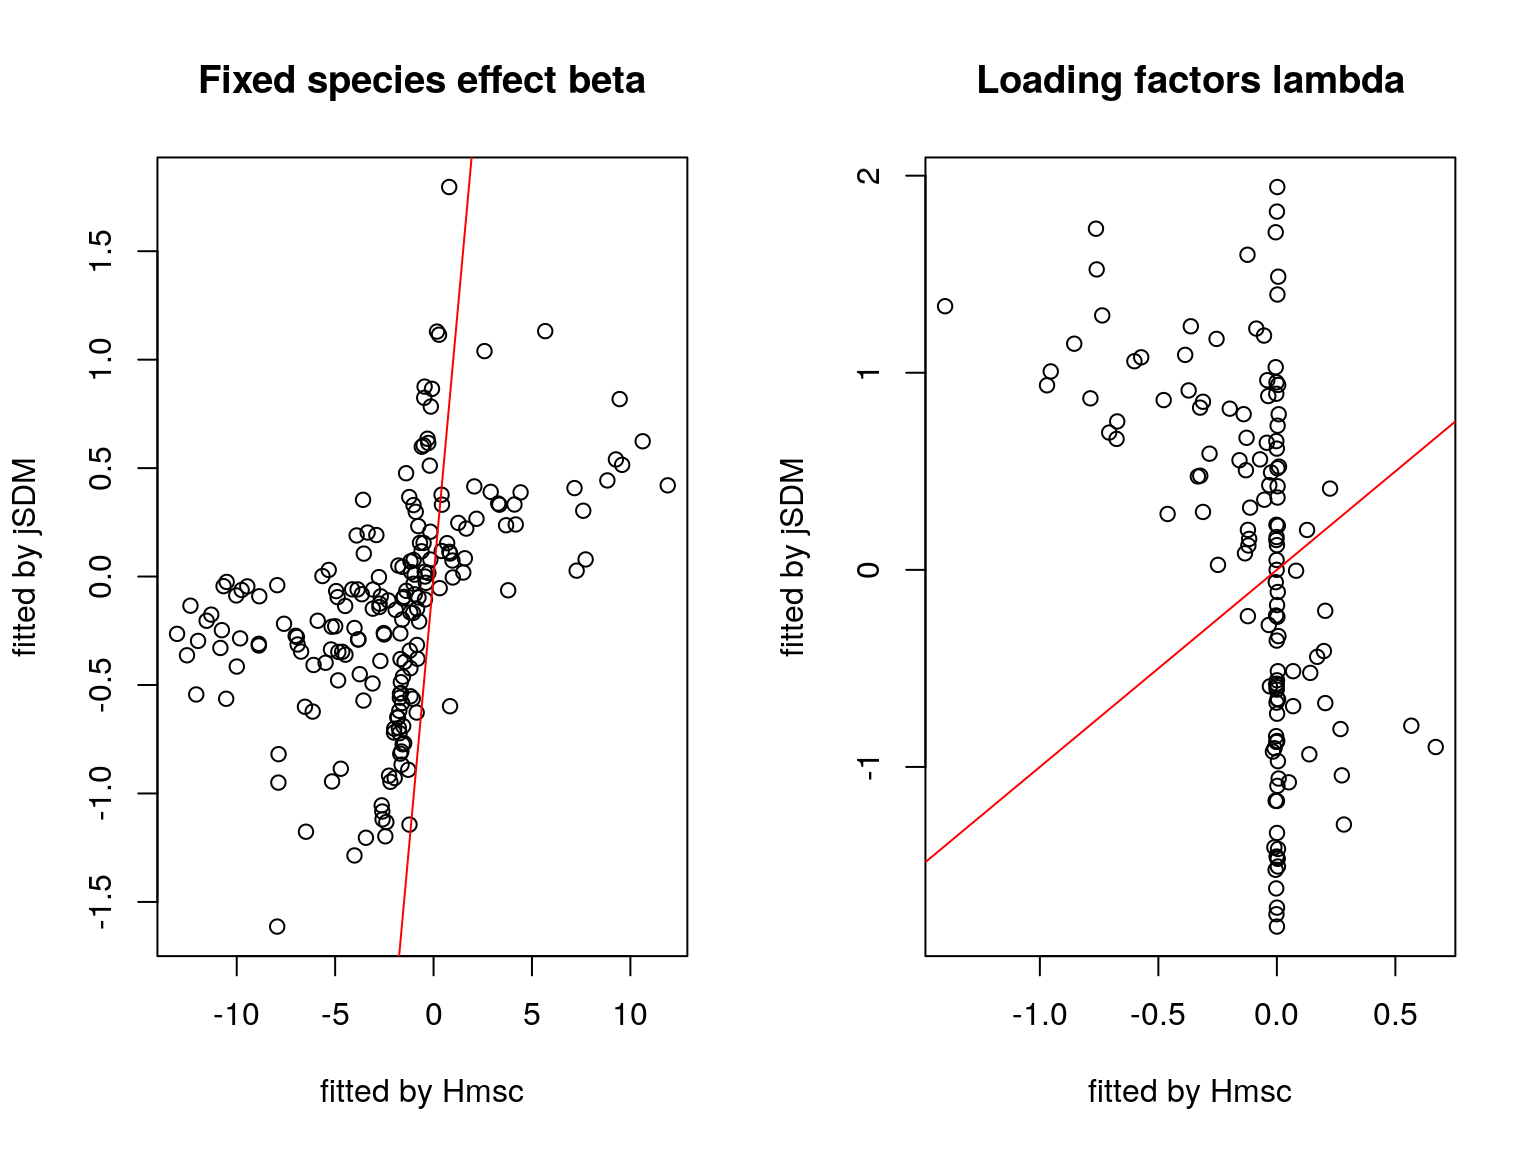 Fixed species effect beta
1.5
1.0
0.5
0.0
-0.5
-1.0
-1.5
fitted by jSDM
-10 -5 0 5 10
fitted by Hmsc
Loading factors lambda
2
1
0
-1
fitted by jSDM
-1.0 -0.5 0.0 0.5
fitted by Hmsc